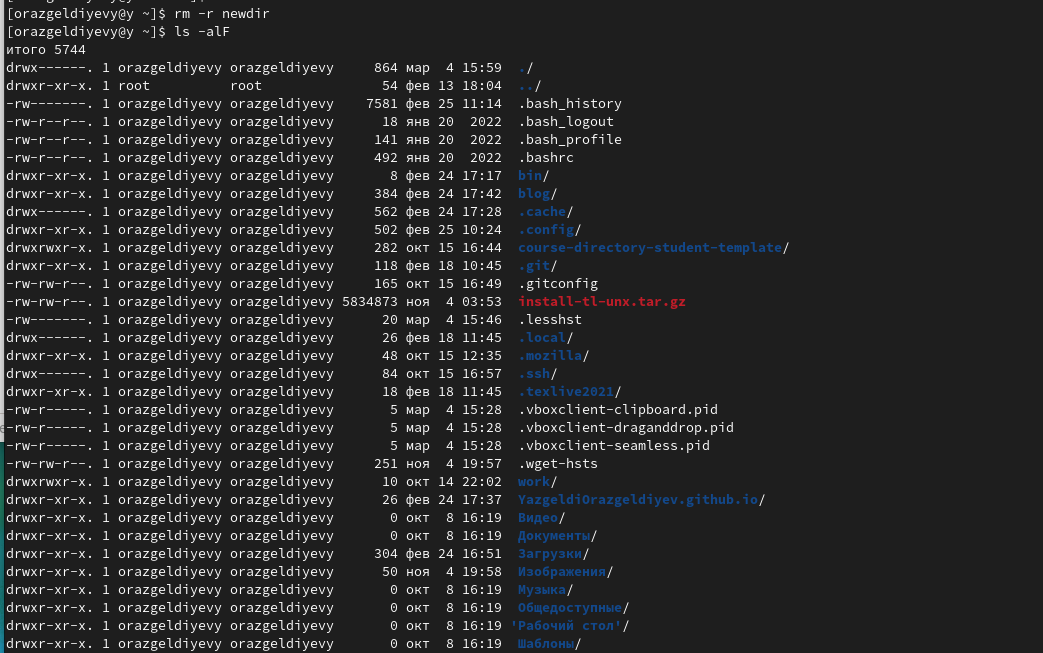 [orazgeldiyevy@y ~]$ rm -r newdir
[orazgeldiyevy@y ~]$ ls -alF
итого 5744
drwx------. 1 orazgeldiyevy orazgeldiyevy     864 мар  4 15:59  ./
drwxr-xr-x. 1 root          root               54 фев 13 18:04  ../
-rw-------. 1 orazgeldiyevy orazgeldiyevy    7581 фев 25 11:14  .bash_history
-rw-r--r--. 1 orazgeldiyevy orazgeldiyevy      18 янв 20  2022  .bash_logout
-rw-r--r--. 1 orazgeldiyevy orazgeldiyevy     141 янв 20  2022  .bash_profile
-rw-r--r--. 1 orazgeldiyevy orazgeldiyevy     492 янв 20  2022  .bashrc
drwxr-xr-x. 1 orazgeldiyevy orazgeldiyevy       8 фев 24 17:17  bin/
drwxr-xr-x. 1 orazgeldiyevy orazgeldiyevy     384 фев 24 17:42  blog/
drwx------. 1 orazgeldiyevy orazgeldiyevy     562 фев 24 17:28  .cache/
drwxr-xr-x. 1 orazgeldiyevy orazgeldiyevy     502 фев 25 10:24  .config/
drwxrwxr-x. 1 orazgeldiyevy orazgeldiyevy     282 окт 15 16:44  course-directory-student-template/
drwxr-xr-x. 1 orazgeldiyevy orazgeldiyevy     118 фев 18 10:45  .git/
-rw-rw-r--. 1 orazgeldiyevy orazgeldiyevy     165 окт 15 16:49  .gitconfig
-rw-rw-r--. 1 orazgeldiyevy orazgeldiyevy 5834873 ноя  4 03:53  install-tl-unx.tar.gz
-rw-------. 1 orazgeldiyevy orazgeldiyevy      20 мар  4 15:46  .lesshst
drwx------. 1 orazgeldiyevy orazgeldiyevy      26 фев 18 11:45  .local/
drwxr-xr-x. 1 orazgeldiyevy orazgeldiyevy      48 окт 15 12:35  .mozilla/
drwx------. 1 orazgeldiyevy orazgeldiyevy      84 окт 15 16:57  .ssh/
drwxr-xr-x. 1 orazgeldiyevy orazgeldiyevy      18 фев 18 11:45  .texlive2021/
-rw-r-----. 1 orazgeldiyevy orazgeldiyevy       5 мар  4 15:28  .vboxclient-clipboard.pid
-rw-r-----. 1 orazgeldiyevy orazgeldiyevy       5 мар  4 15:28  .vboxclient-draganddrop.pid
-rw-r-----. 1 orazgeldiyevy orazgeldiyevy       5 мар  4 15:28  .vboxclient-seamless.pid
-rw-rw-r--. 1 orazgeldiyevy orazgeldiyevy     251 ноя  4 19:57  .wget-hsts
drwxrwxr-x. 1 orazgeldiyevy orazgeldiyevy      10 окт 14 22:02  work/
drwxr-xr-x. 1 orazgeldiyevy orazgeldiyevy      26 фев 24 17:37  YazgeldiOrazgeldiyev.github.io/
drwxr-xr-x. 1 orazgeldiyevy orazgeldiyevy       0 окт  8 16:19  Видео/
drwxr-xr-x. 1 orazgeldiyevy orazgeldiyevy       0 окт  8 16:19  Документы/
drwxr-xr-x. 1 orazgeldiyevy orazgeldiyevy     304 фев 24 16:51  Загрузки/
drwxr-xr-x. 1 orazgeldiyevy orazgeldiyevy      50 ноя  4 19:58  Изображения/
drwxr-xr-x. 1 orazgeldiyevy orazgeldiyevy       0 окт  8 16:19  Музыка/
drwxr-xr-x. 1 orazgeldiyevy orazgeldiyevy       0 окт  8 16:19  Общедоступные/
drwxr-xr-x. 1 orazgeldiyevy orazgeldiyevy       0 окт  8 16:19 'Рабочий стол'/
drwxr-xr-x. 1 orazgeldiyevy orazgeldiyevy       0 окт  8 16:19  Шаблоны/